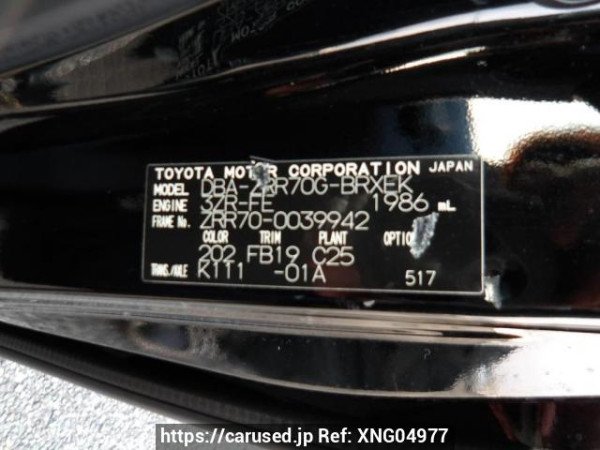 TOYOTA MOTOR CORPORATION JAPAN
MODEL DBA-ZRR70G-BRXEK
ENGINE 3ZR-FE 1986 mL
FRAME No. ZRR70-0039942
COLOR TRIM PLANT OPTION
202 FB19 C25
TRANS/AXLE K111 -01A 517
https://carused.jp Ref: XNG04977